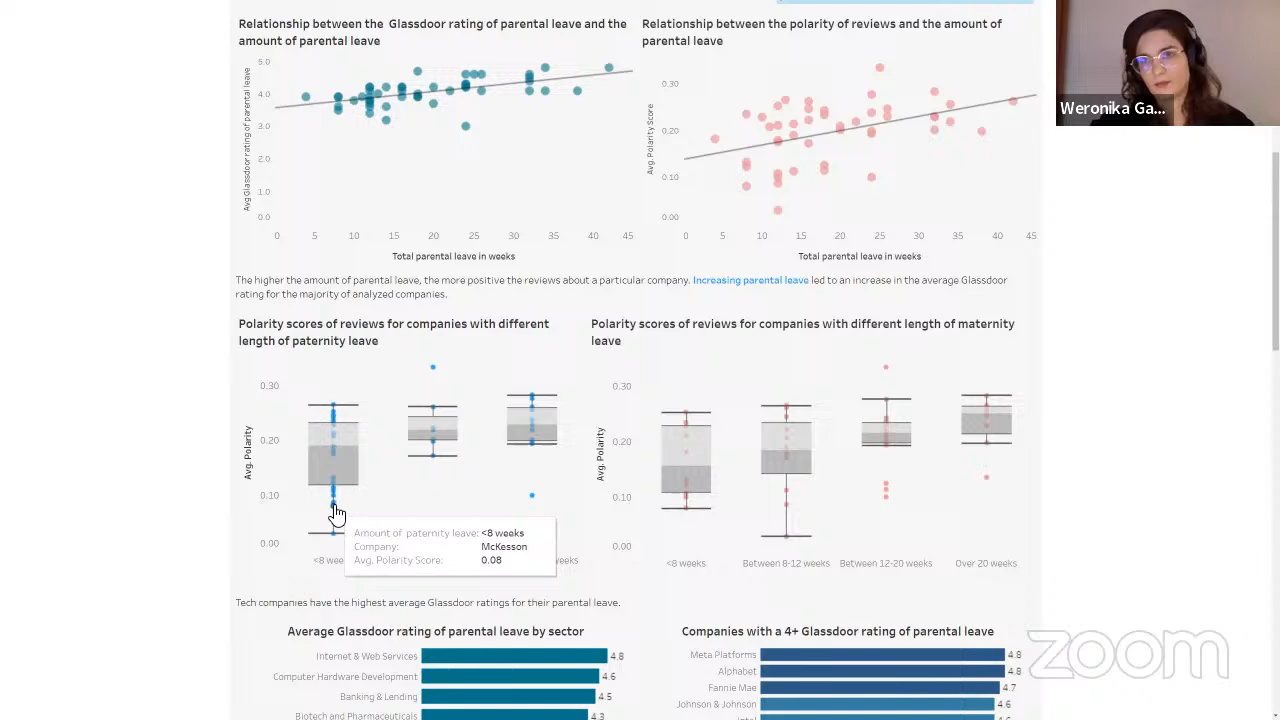 Relationship between the Glassdoor rating of parental leave and the
amount of parental leave
Avg Glassdoor rating of parental leave
5.0
4.0
3.0
2.0
1.0
0.0
0 5 10 15 20 25 30 35 40 45
Total parental leave in weeks
Relationship between the polarity of reviews and the amount of
parental leave
Avg. Polarity Score
0.30
0.20
0.10
0.00
0 5 10 15 20 25 30 35 40 45
Total parental leave in weeks
Weronika Ga...
The higher the amount of parental leave, the more positive the reviews about a particular company. Increasing parental leave led to an increase in the average Glassdoor
rating for the majority of analyzed companies.
Polarity scores of reviews for companies with different
length of paternity leave
Avg. Polarity
0.30
0.20
0.10
0.00
<8 wee
weeks
Amount of paternity leave: <8 weeks
Company: McKesson
Avg. Polarity Score: 0.08
Polarity scores of reviews for companies with different length of maternity
leave
Avg. Polarity
0.30
0.20
0.10
0.00
<8 weeks Between 8-12 weeks Between 12-20 weeks Over 20 weeks
Tech companies have the highest average Glassdoor ratings for their parental leave.
Average Glassdoor rating of parental leave by sector
Internet & Web Services 4.8
Computer Hardware Development 4.6
Banking & Lending 4.5
Biotech and Pharmaceuticals 4.3
Companies with a 4+ Glassdoor rating of parental leave
Meta Platforms 4.8
Alphabet 4.8
Fannie Mae 4.7
Johnson & Johnson 4.6
Intel 4.6
zoom